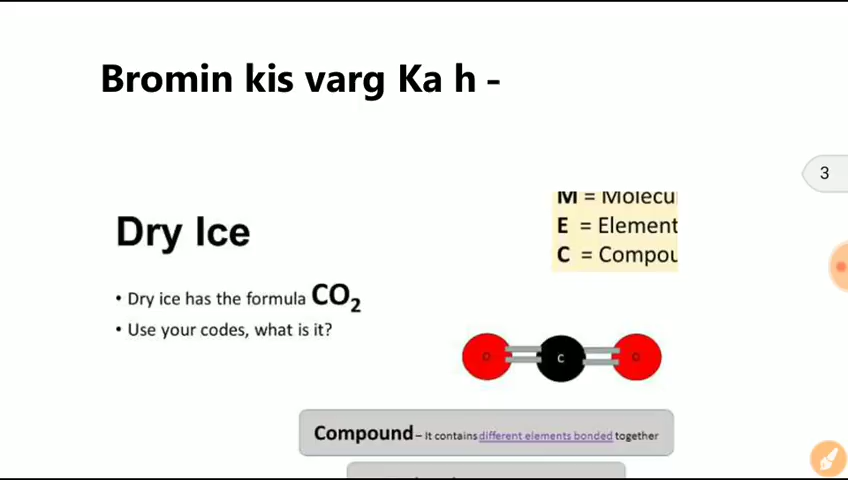 Bromin kis varg Ka h -
3
M = Molecu
E = Element
C = Compou
Dry Ice
• Dry ice has the formula CO₂
• Use your codes, what is it?
O C O
Compound – It contains different elements bonded together